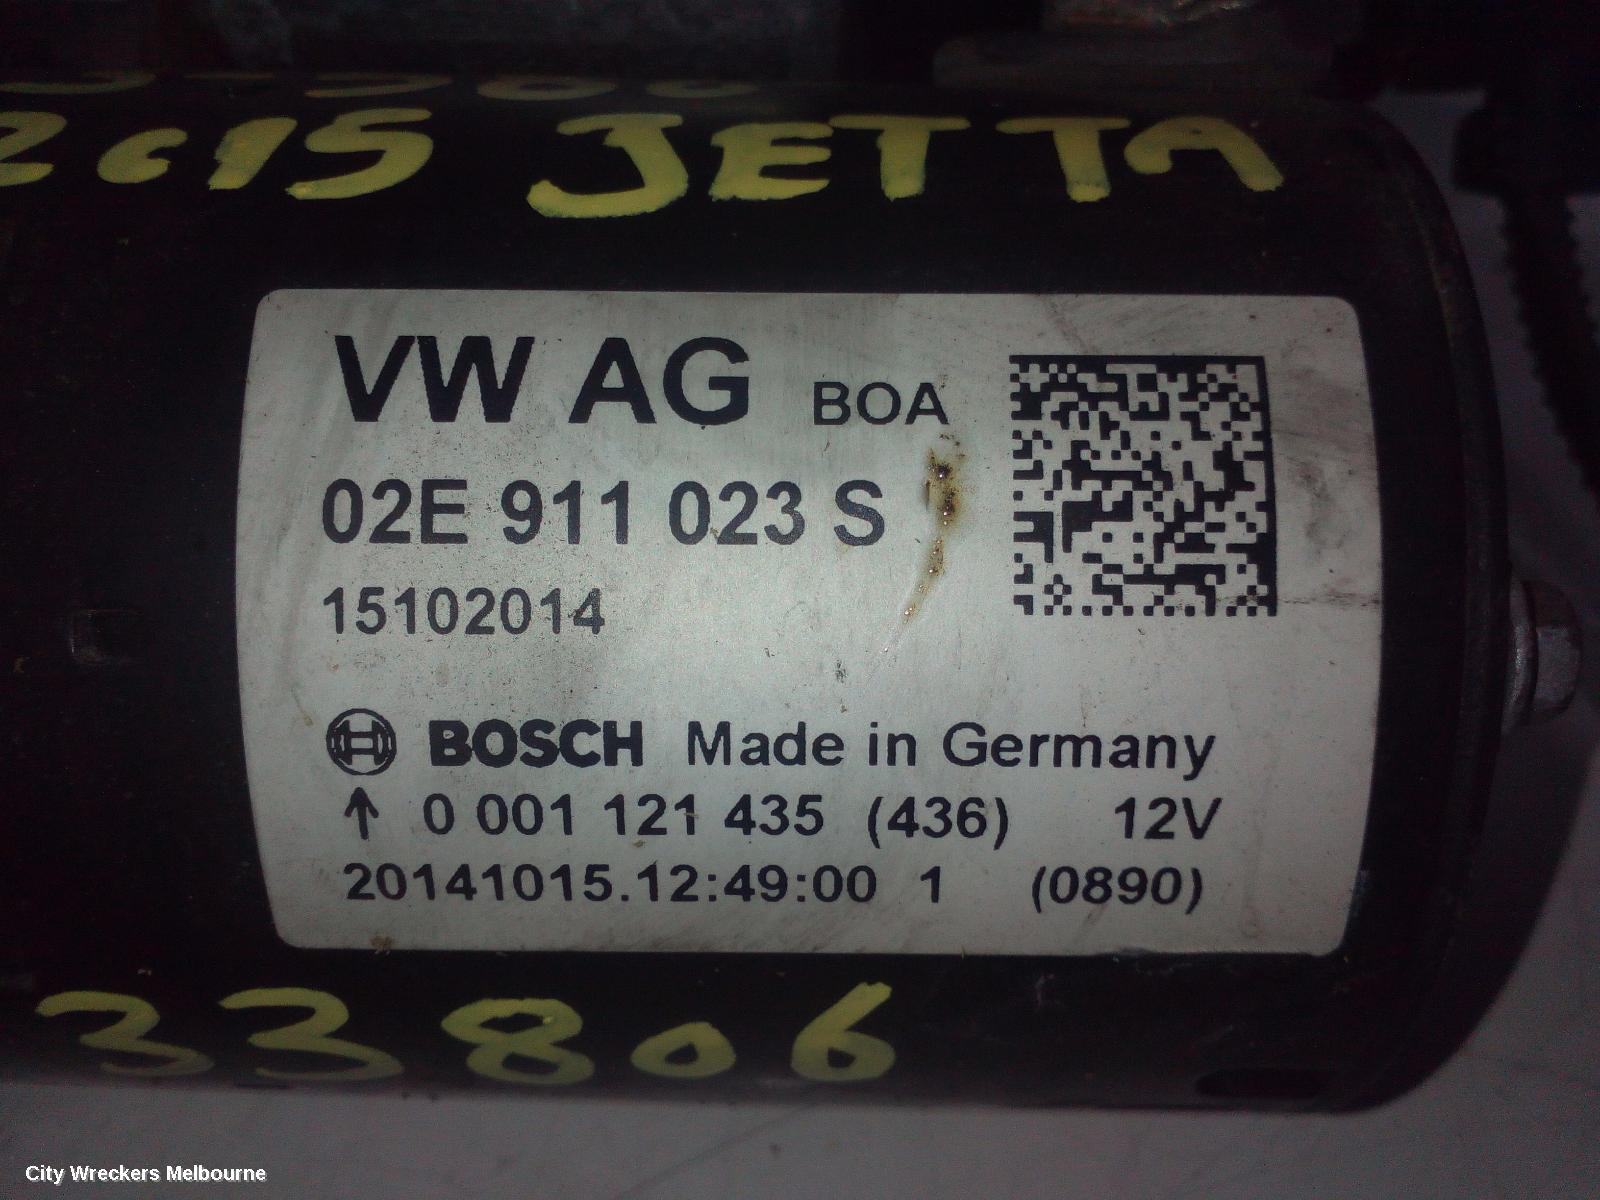 2015 JETTA
VW AG BOA
02E 911 023 S
15102014
BOSCH Made in Germany
↑ 0 001 121 435 (436) 12V
20141015.12:49:00 1 (0890)
33806
City Wreckers Melbourne